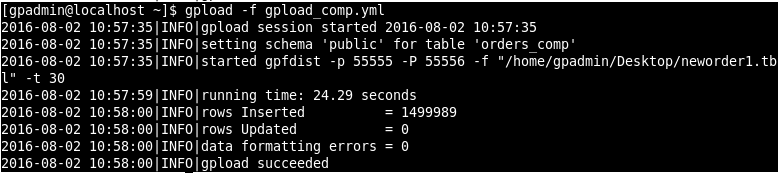 [gpadmin@localhost ~]$ gpload -f gpload_comp.yml
2016-08-02 10:57:35|INFO|gpload session started 2016-08-02 10:57:35
2016-08-02 10:57:35|INFO|setting schema 'public' for table 'orders_comp'
2016-08-02 10:57:35|INFO|started gpfdist -p 55555 -P 55556 -f "/home/gpadmin/Desktop/neworder1.tb
l" -t 30
2016-08-02 10:57:59|INFO|running time: 24.29 seconds
2016-08-02 10:58:00|INFO|rows Inserted          = 1499989
2016-08-02 10:58:00|INFO|rows Updated           = 0
2016-08-02 10:58:00|INFO|data formatting errors = 0
2016-08-02 10:58:00|INFO|gpload succeeded